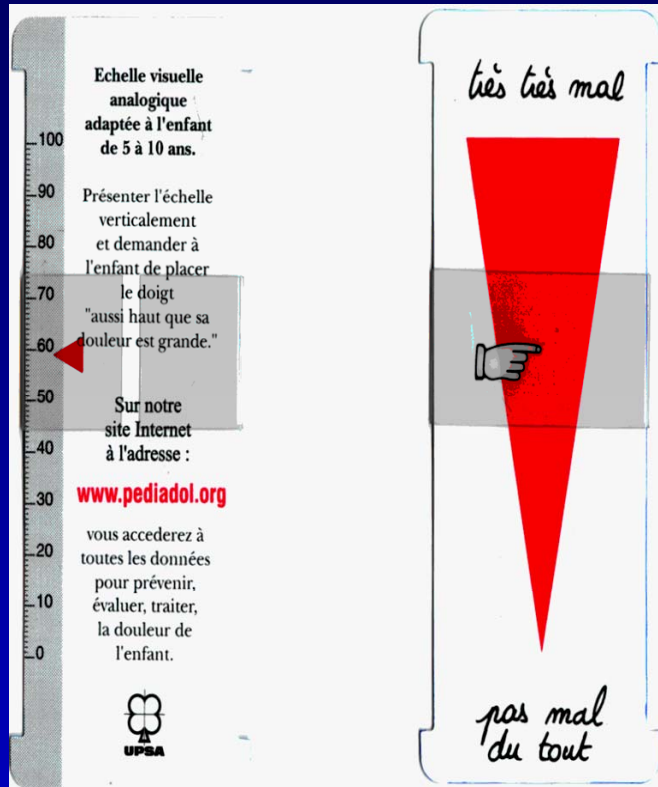 Echelle visuelle
analogique
adaptée à l'enfant
de 5 à 10 ans.
Présenter l'échelle
verticalement
et demander à
l'enfant de placer
le doigt
"aussi haut que sa
douleur est grande."
Sur notre
site Internet
à l'adresse :
www.pediadol.org
vous accederez à
toutes les données
pour prévenir,
évaluer, traiter,
la douleur de
l'enfant.
UPSA
100
90
80
70
60
50
40
30
20
10
0
très très mal
pas mal
du tout